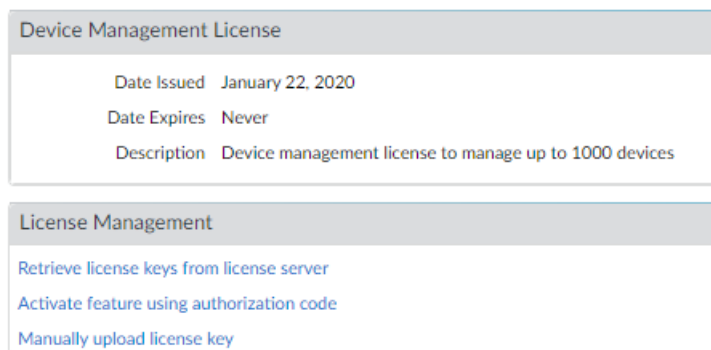 Device Management License
Date Issued January 22, 2020
Date Expires Never
Description Device management license to manage up to 1000 devices
License Management
Retrieve license keys from license server
Activate feature using authorization code
Manually upload license key